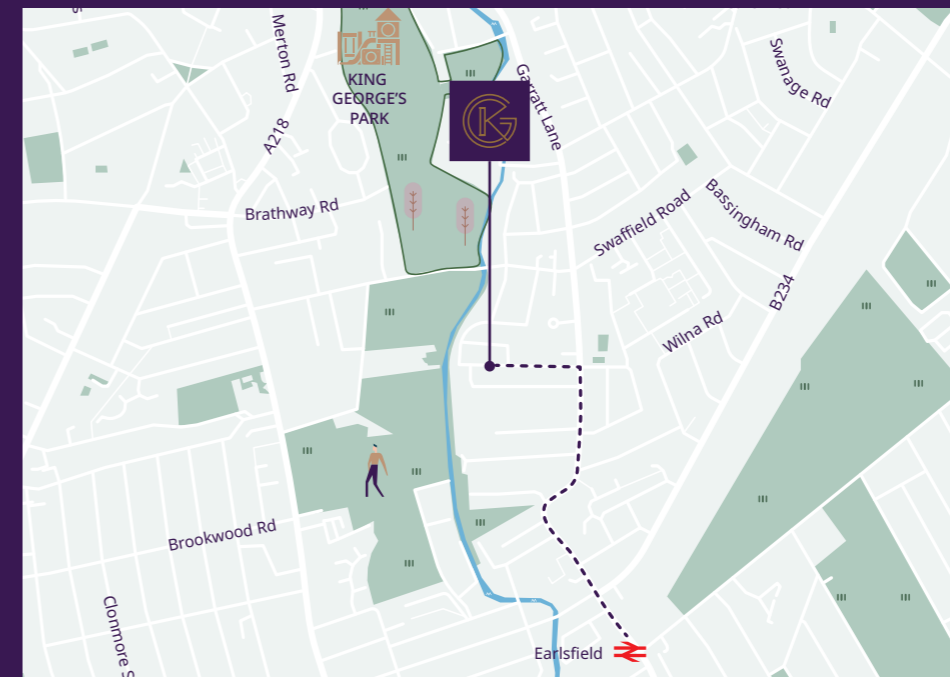 Merton Rd
KING
GEORGE'S
PARK
Garratt Lane
Swanage Rd
A218
Brathway Rd
Swaffield Road
Bassingham Rd
B234
Wilna Rd
Brookwood Rd
Clonmore S
Earlsfield